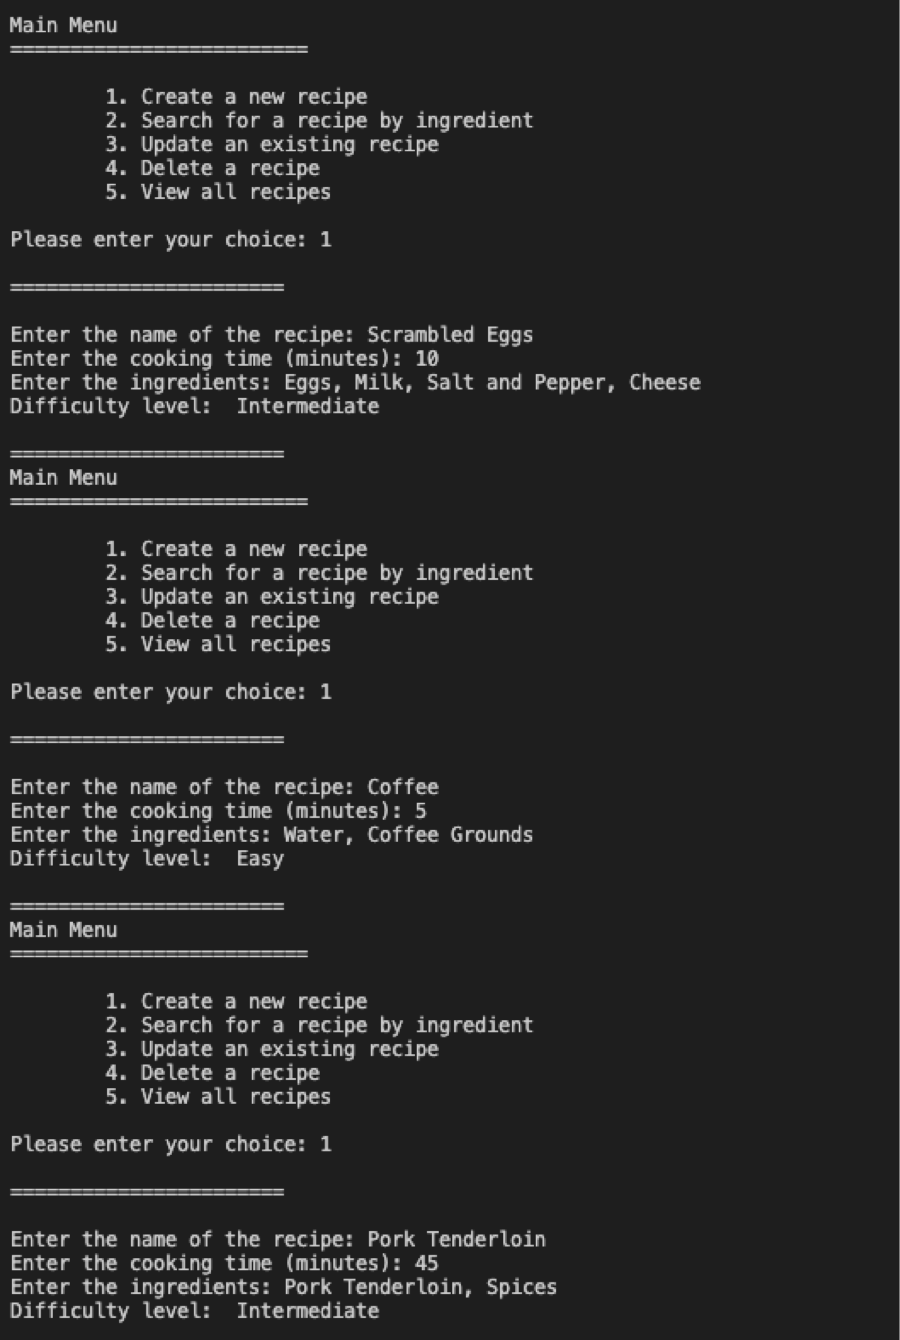 Main Menu
=========================
1. Create a new recipe
2. Search for a recipe by ingredient
3. Update an existing recipe
4. Delete a recipe
5. View all recipes
Please enter your choice: 1
=======================
Enter the name of the recipe: Scrambled Eggs
Enter the cooking time (minutes): 10
Enter the ingredients: Eggs, Milk, Salt and Pepper, Cheese
Difficulty level:  Intermediate
=======================
Main Menu
=========================
1. Create a new recipe
2. Search for a recipe by ingredient
3. Update an existing recipe
4. Delete a recipe
5. View all recipes
Please enter your choice: 1
=======================
Enter the name of the recipe: Coffee
Enter the cooking time (minutes): 5
Enter the ingredients: Water, Coffee Grounds
Difficulty level:  Easy
=======================
Main Menu
=========================
1. Create a new recipe
2. Search for a recipe by ingredient
3. Update an existing recipe
4. Delete a recipe
5. View all recipes
Please enter your choice: 1
=======================
Enter the name of the recipe: Pork Tenderloin
Enter the cooking time (minutes): 45
Enter the ingredients: Pork Tenderloin, Spices
Difficulty level:  Intermediate